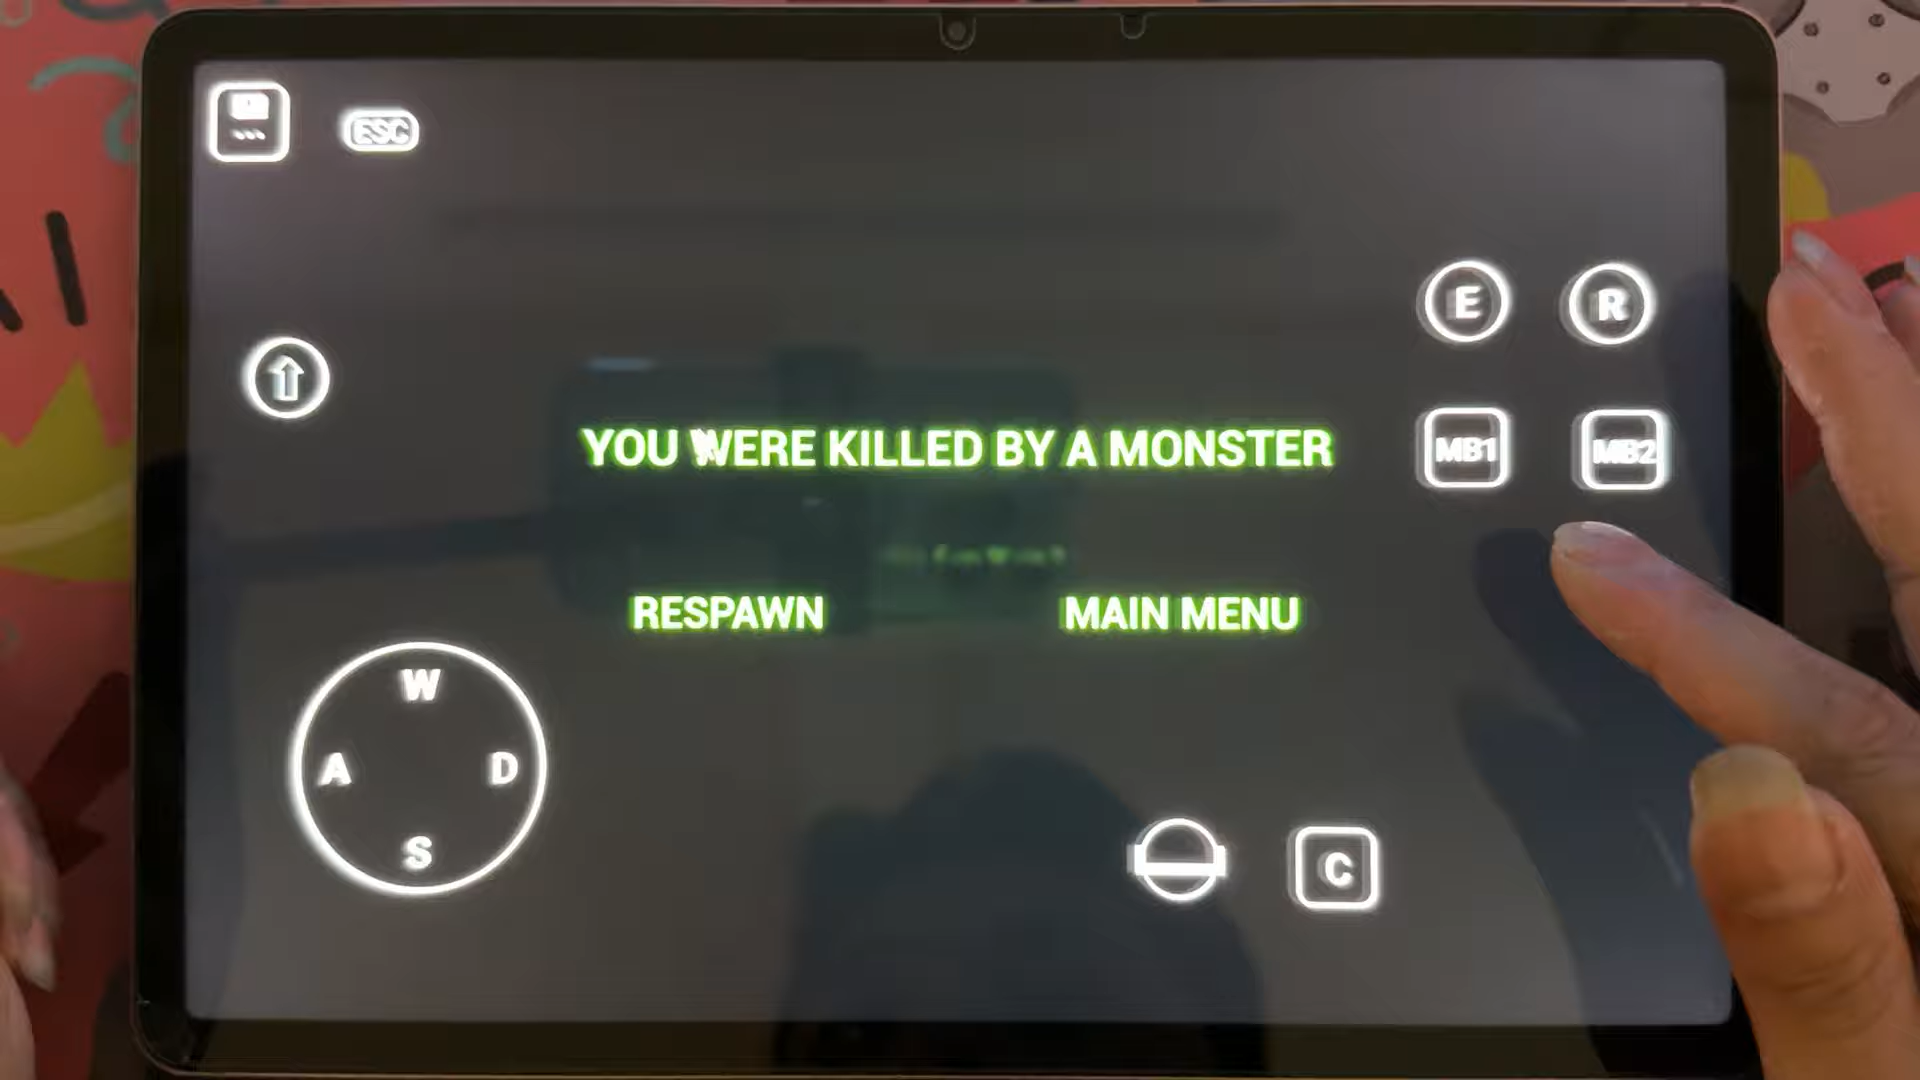 ESC
E R
YOU WERE KILLED BY A MONSTER
MB1 MB2
RESPAWN MAIN MENU
W
A D
S
C